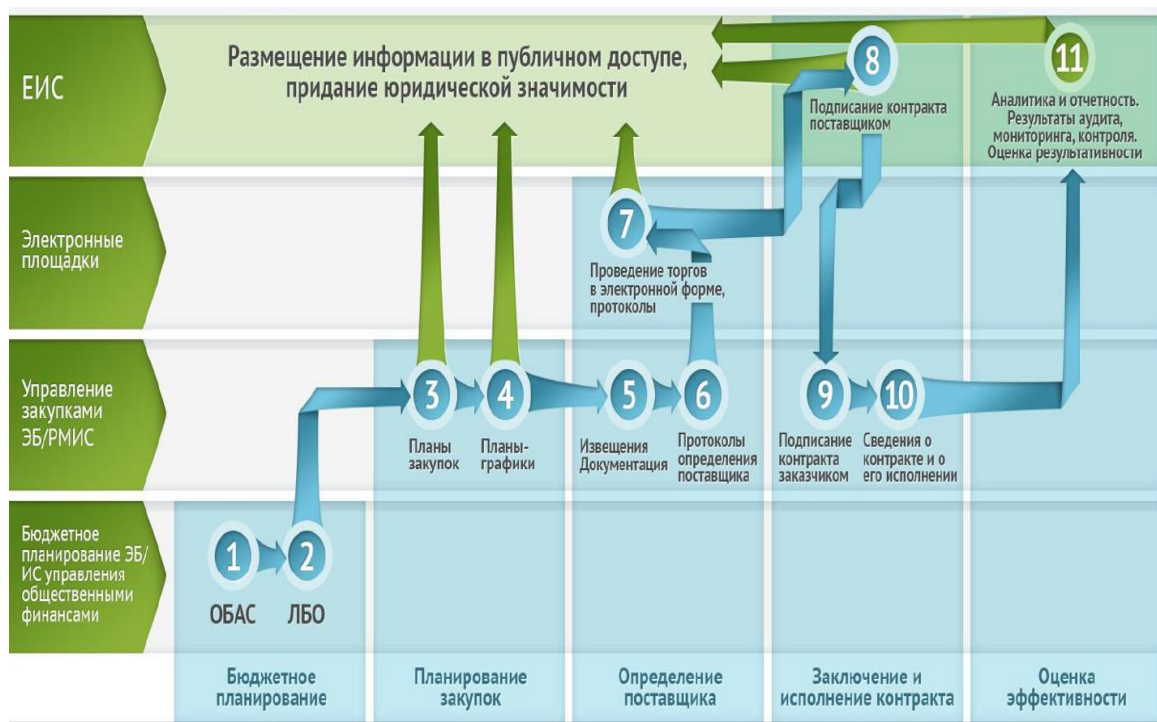 ЕИС
Размещение информации в публичном доступе,
придание юридической значимости
8
Подписание контракта
поставщиком
11
Аналитика и отчетность.
Результаты аудита,
мониторинга, контроля.
Оценка результативности
Электронные
площадки
7
Проведение торгов
в электронной форме,
протоколы
Управление
закупками
ЭБ/РМИС
3
Планы
закупок
4
Планы-
графики
5
Извещения
Документация
6
Протоколы
определения
поставщика
9
Подписание
контракта
заказчиком
10
Сведения о
контракте и о
его исполнении
Бюджетное
планирование ЭБ/
ИС управления
общественными
финансами
1
ОБАС
2
ЛБО
Бюджетное
планирование
Планирование
закупок
Определение
поставщика
Заключение и
исполнение контракта
Оценка
эффективности